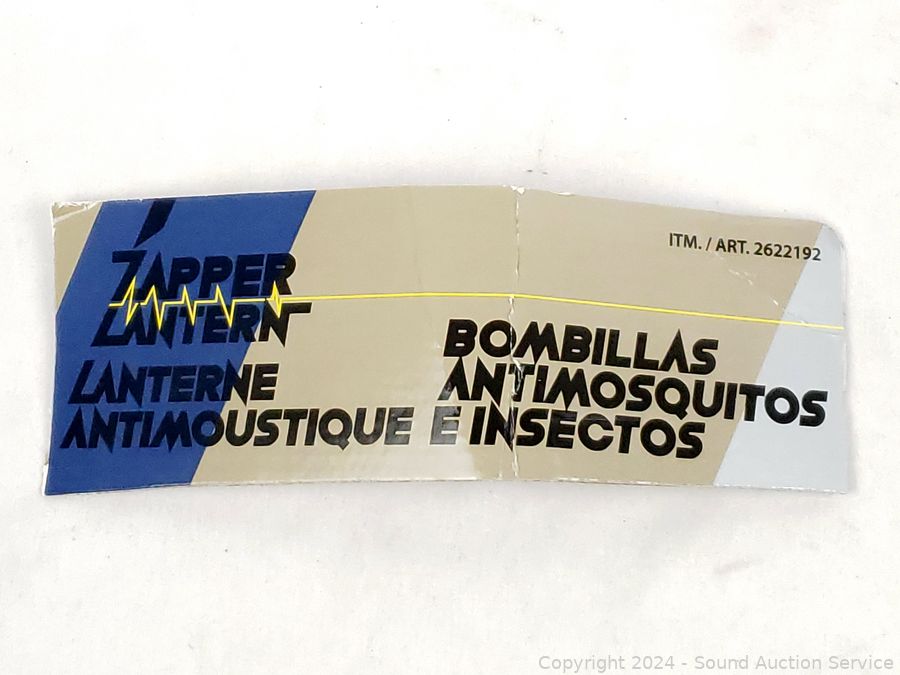 ITM. / ART. 2622192
ZAPPER
LANTERN
LANTERNE
ANTIMOUSTIQUE
BOMBILLAS
ANTIMOSQUITOS
E INSECTOS
Copyright © 2024 - Sound Auction Service